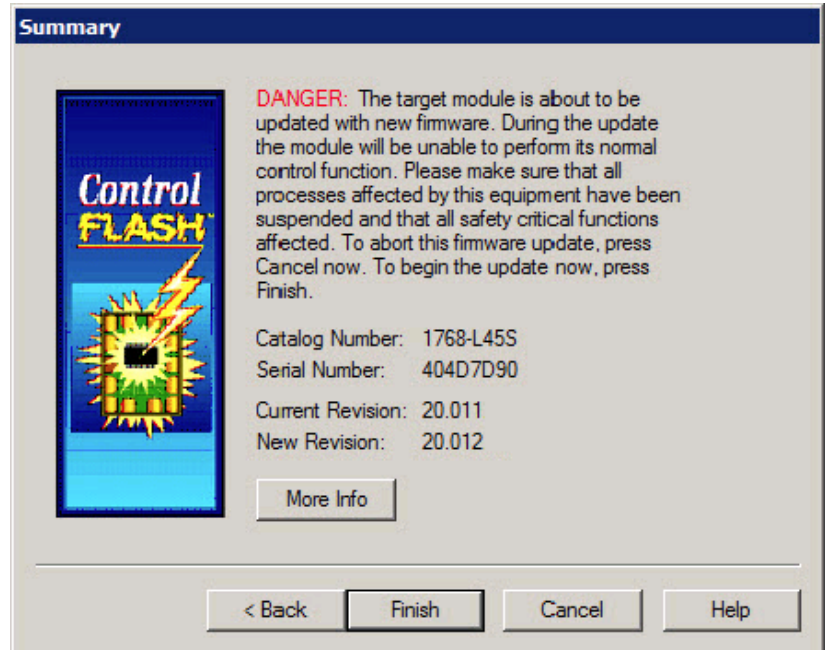 Summary
Control
FLASH
DANGER: The target module is about to be
updated with new firmware. During the update
the module will be unable to perform its normal
control function. Please make sure that all
processes affected by this equipment have been
suspended and that all safety critical functions
affected. To abort this firmware update, press
Cancel now. To begin the update now, press
Finish.
Catalog Number: 1768-L45S
Serial Number: 404D7D90
Current Revision: 20.011
New Revision: 20.012
More Info
< Back
Finish
Cancel
Help